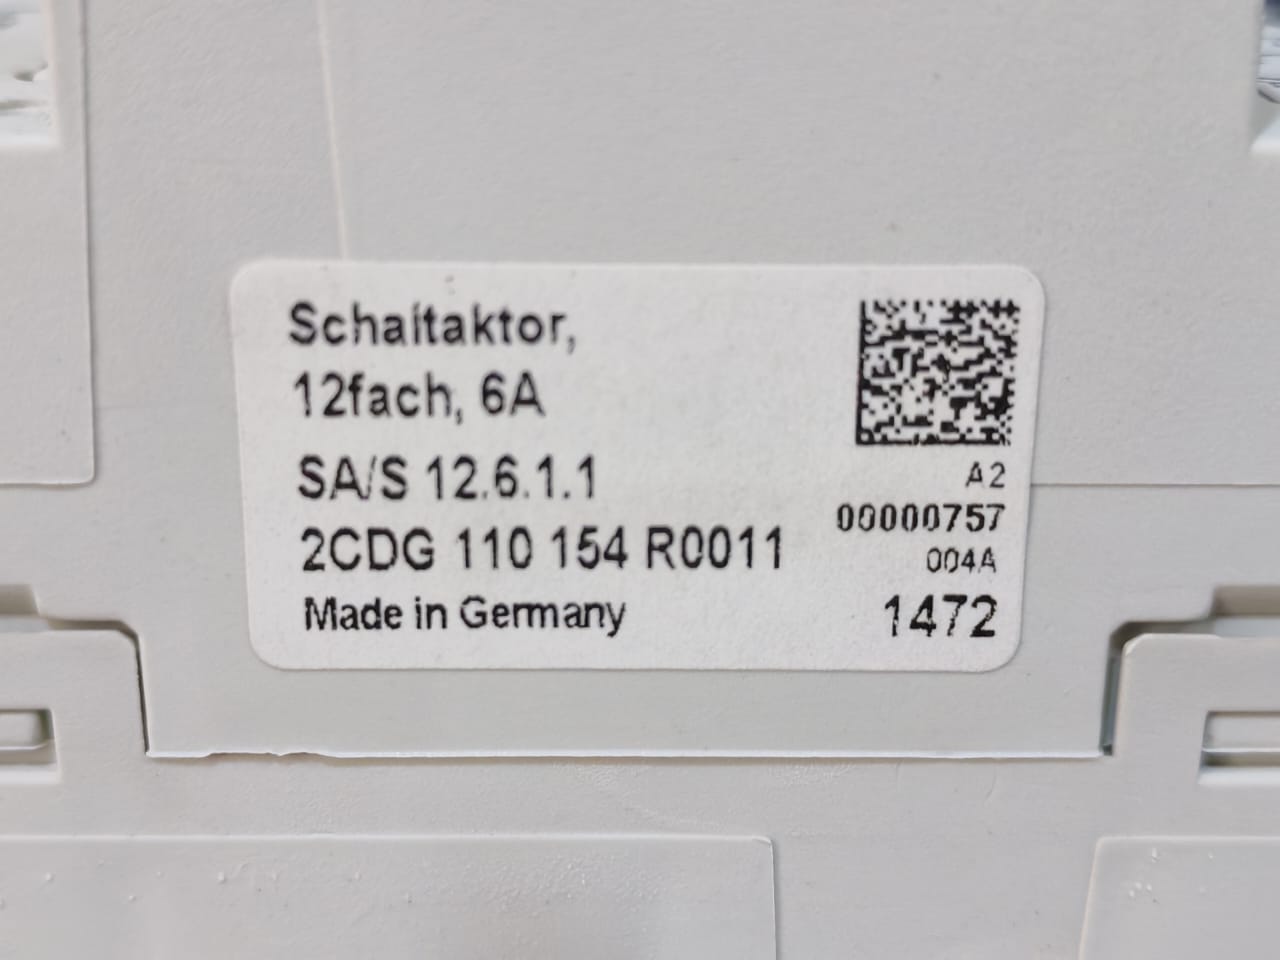 Schaltaktor,
12fach, 6A
SA/S 12.6.1.1
2CDG 110 154 R0011
Made in Germany
A2
00000757
004A
1472